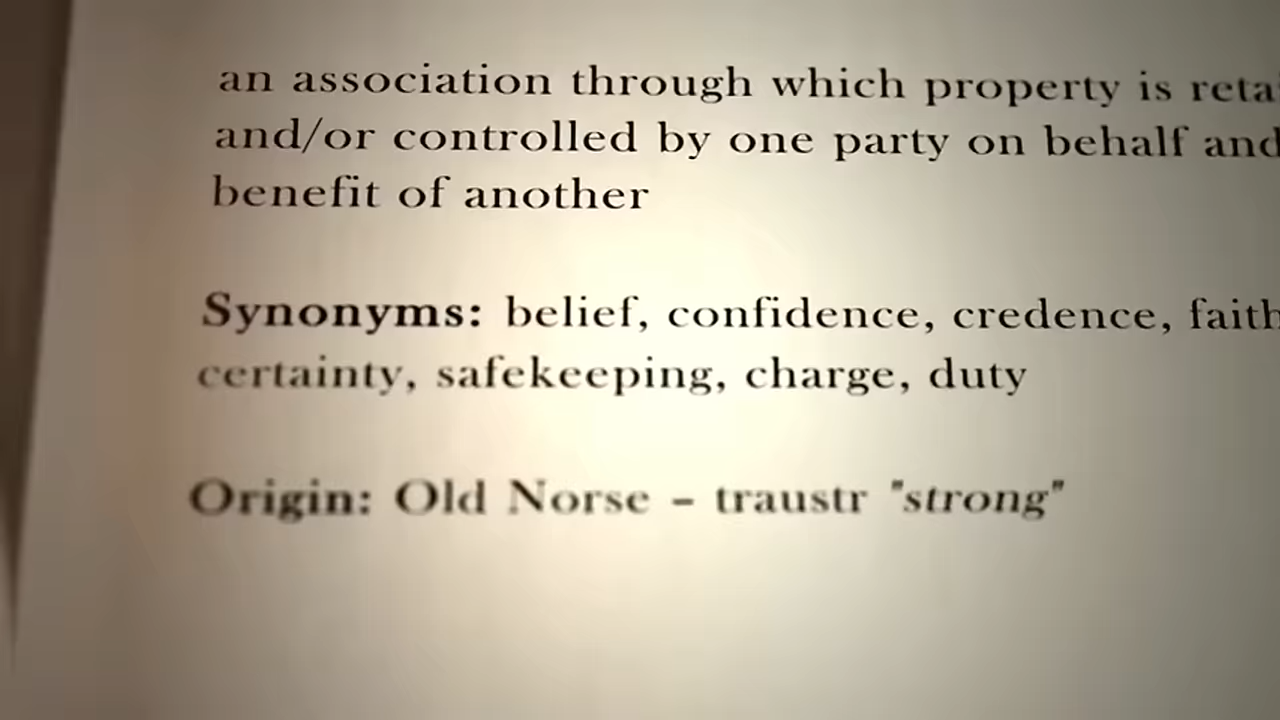 an association through which property is reta
and/or controlled by one party on behalf and
benefit of another
Synonyms: belief, confidence, credence, faith
certainty, safekeeping, charge, duty
Origin: Old Norse – traustr "strong"